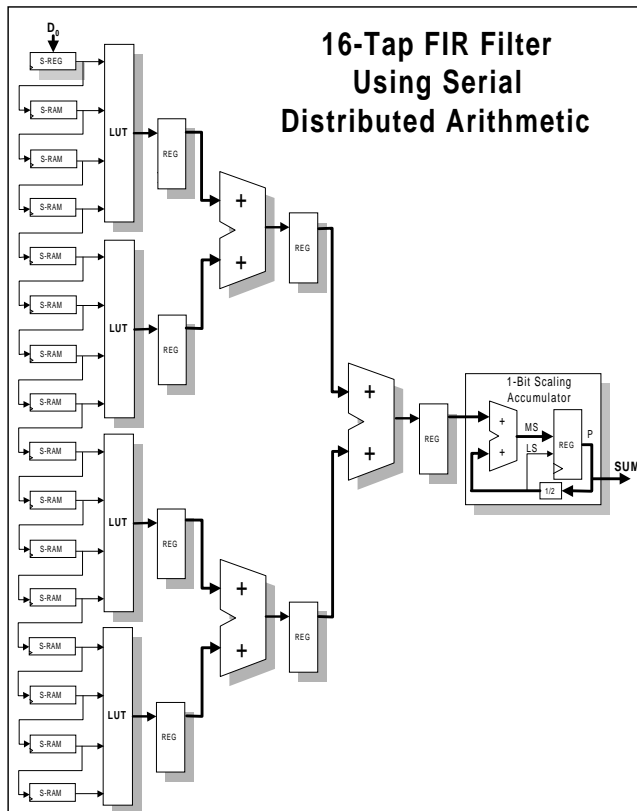 16-Tap FIR Filter
Using Serial
Distributed Arithmetic
D0
S-REG
S-RAM
S-RAM
S-RAM
LUT
REG
S-RAM
S-RAM
S-RAM
S-RAM
LUT
REG
+
+
REG
S-RAM
S-RAM
S-RAM
S-RAM
LUT
REG
S-RAM
S-RAM
S-RAM
S-RAM
LUT
REG
+
+
REG
+
+
REG
1-Bit Scaling
Accumulator
+
+
MS
LS
REG
P
1/2
SUM